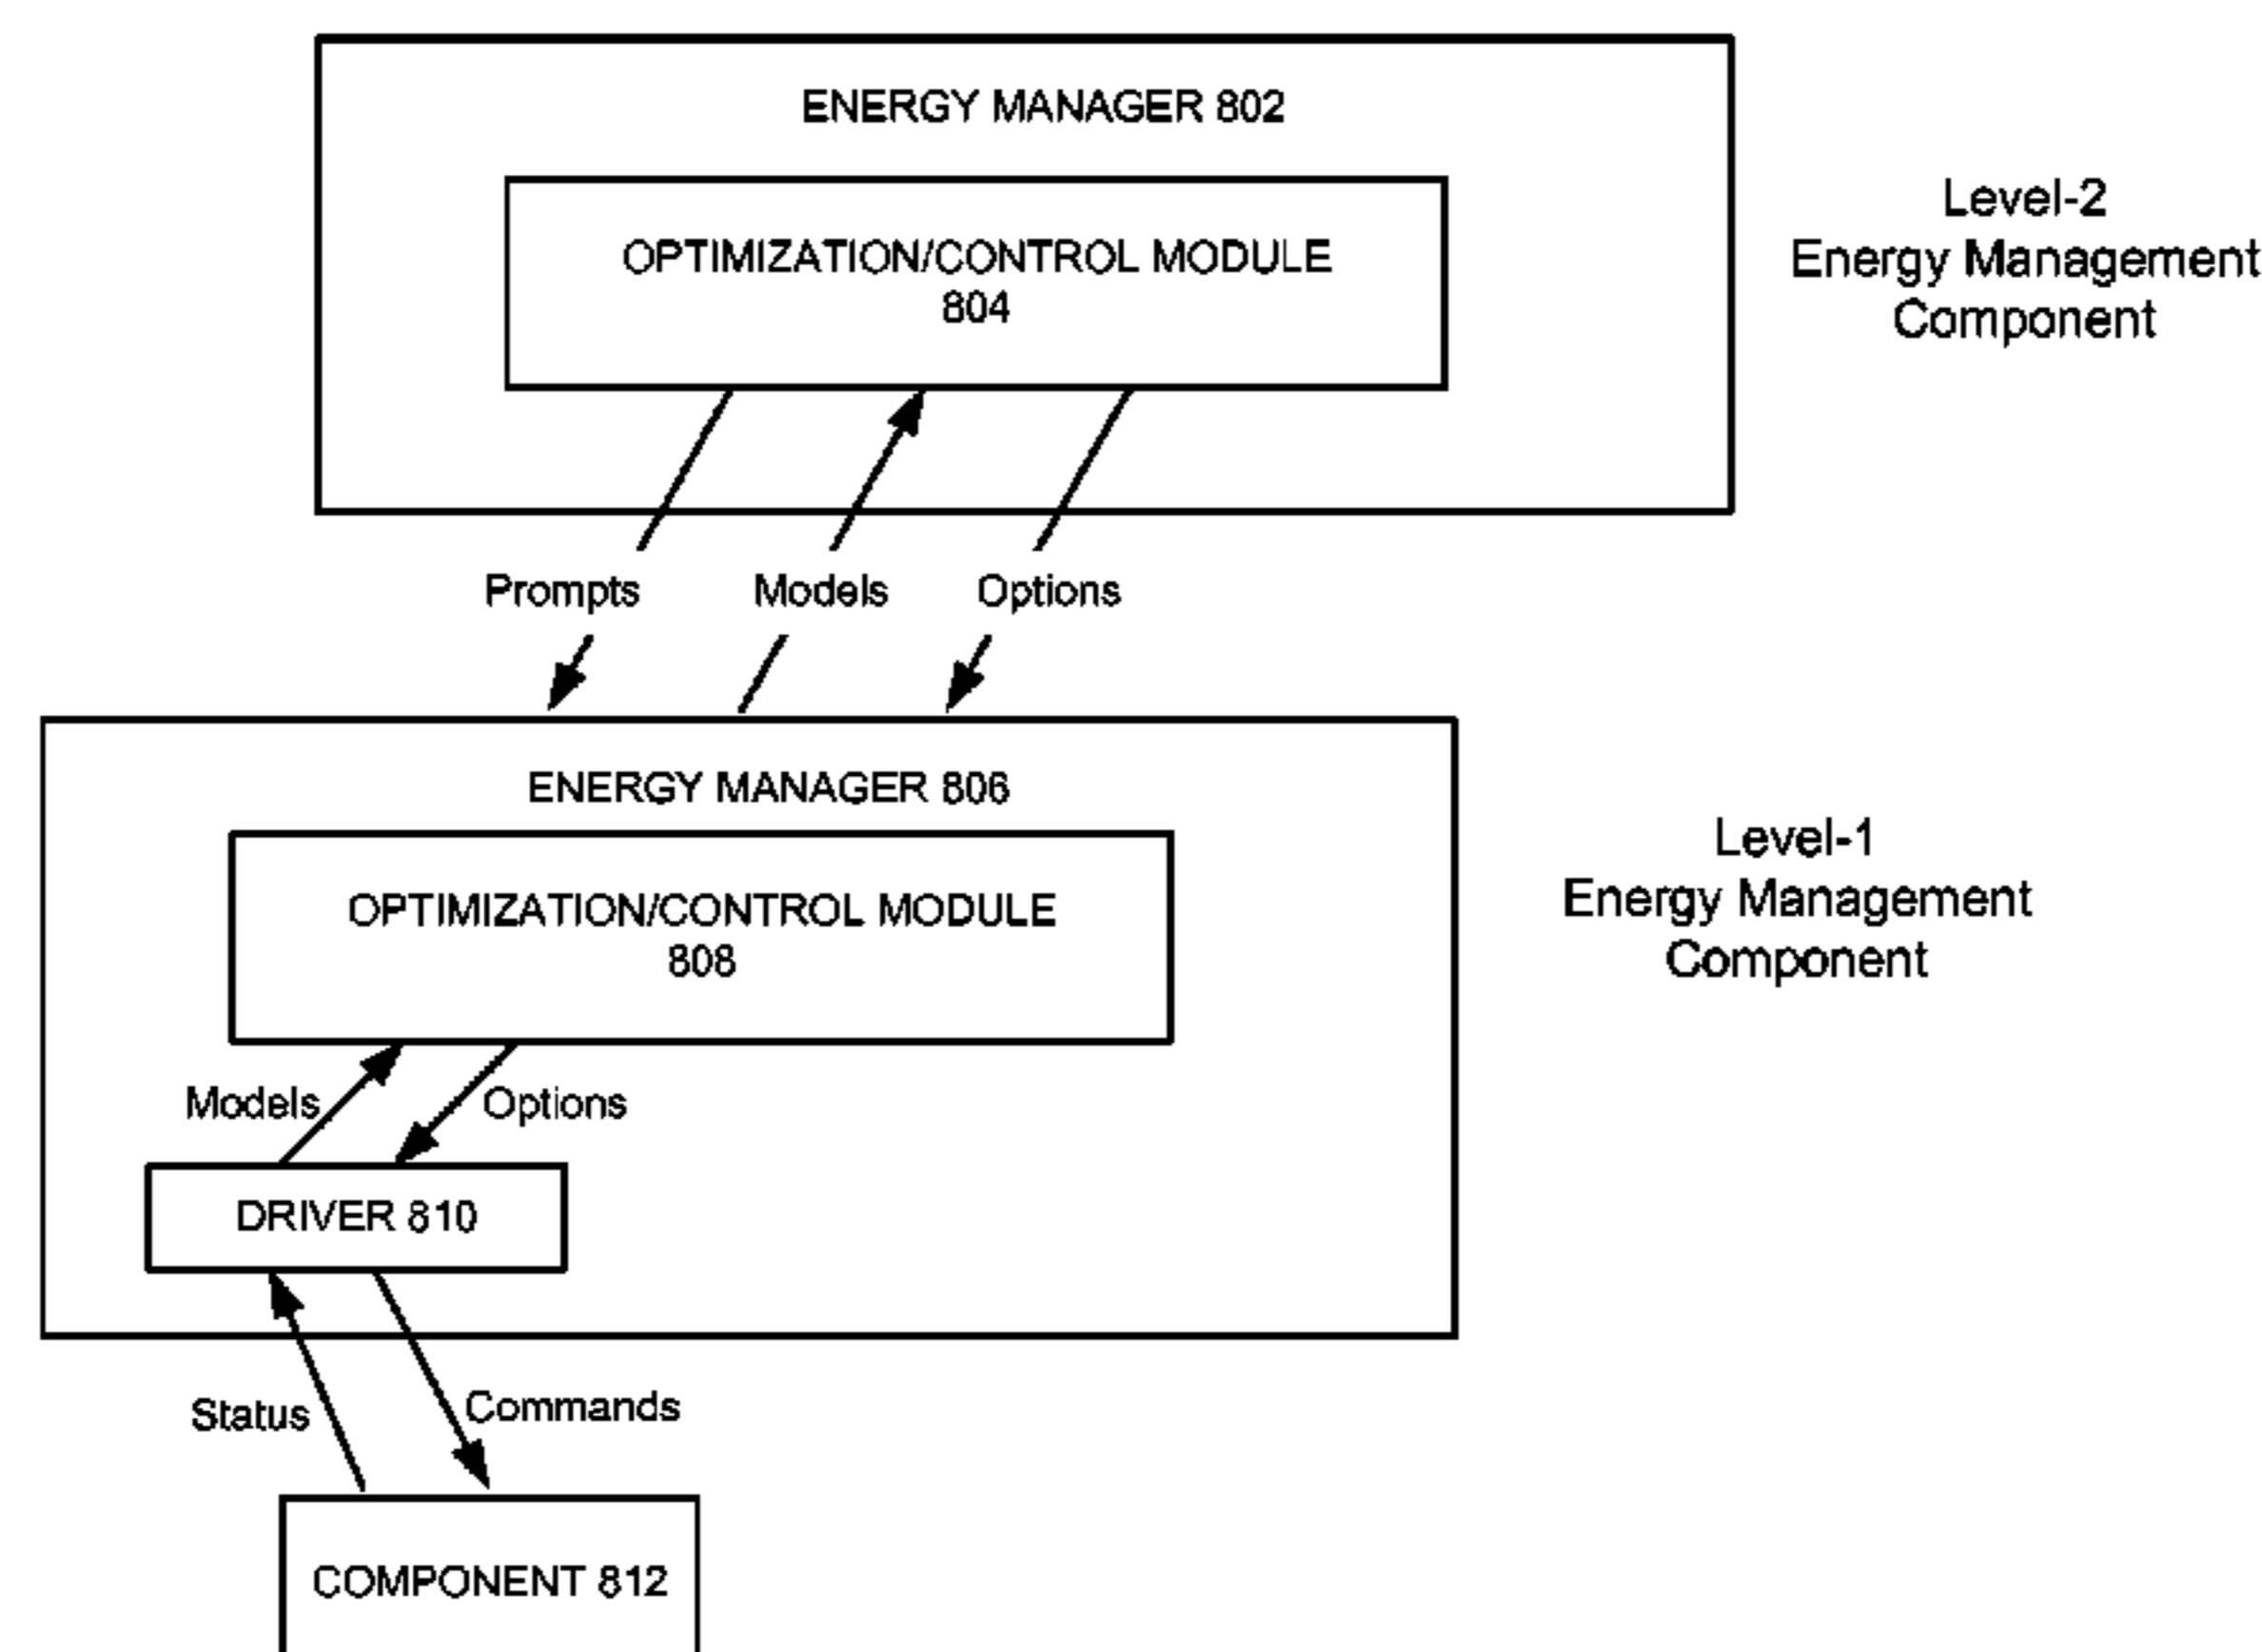 ENERGY MANAGER 802
OPTIMIZATION/CONTROL MODULE
804
Level-2
Energy Management
Component
Prompts
Models
Options
ENERGY MANAGER 806
OPTIMIZATION/CONTROL MODULE
808
Level-1
Energy Management
Component
Models
Options
DRIVER 810
Status
Commands
COMPONENT 812